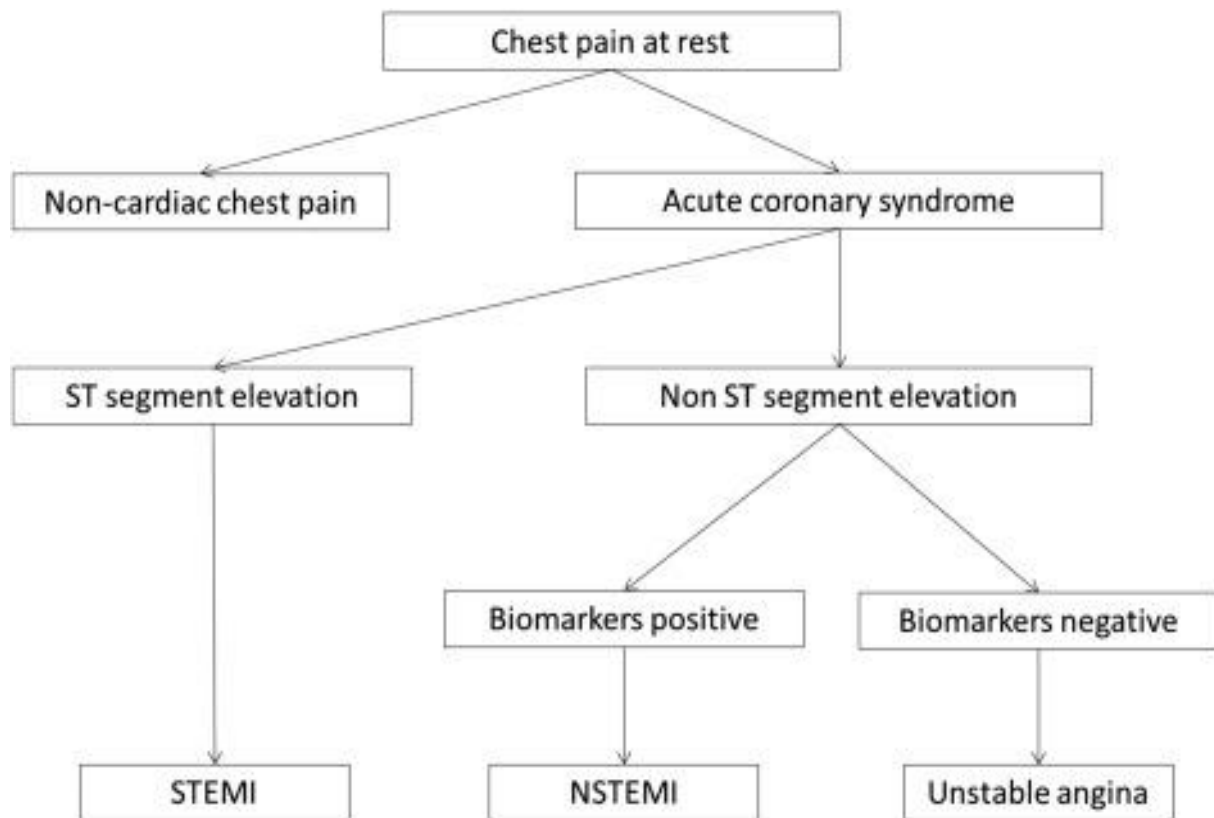 Chest pain at rest
Non-cardiac chest pain
Acute coronary syndrome
ST segment elevation
Non ST segment elevation
Biomarkers positive
Biomarkers negative
STEMI
NSTEMI
Unstable angina